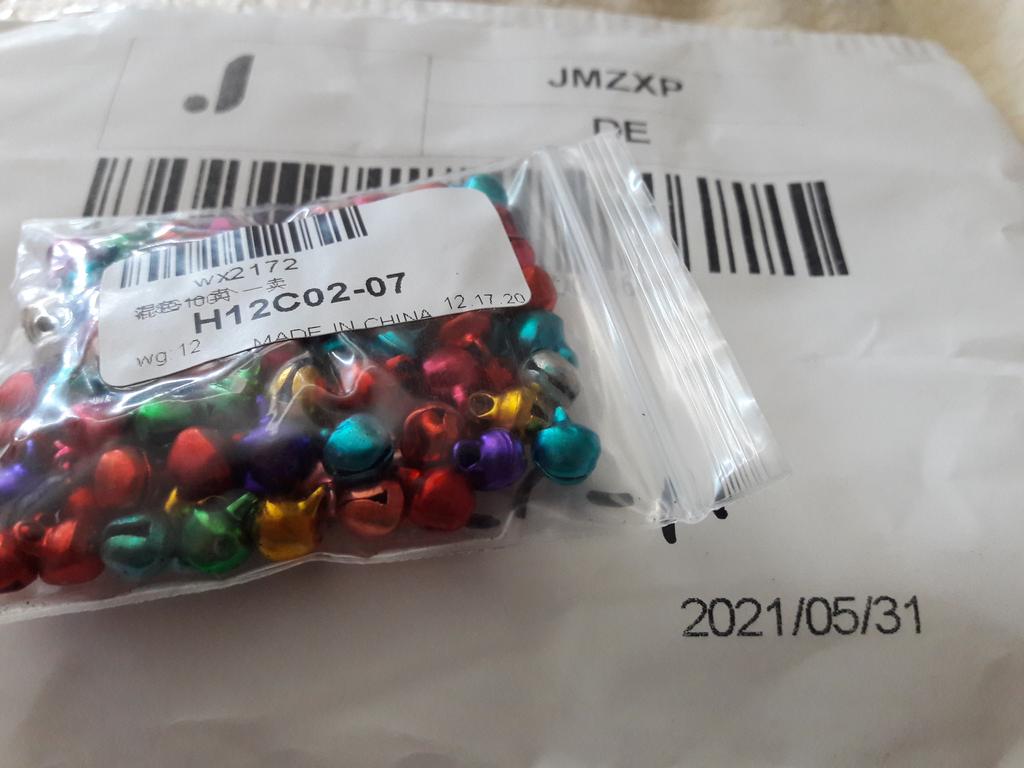 JMZXP
DE
wx2172
H12C02-07
wg:12 MADE IN CHINA 12.17.20
2021/05/31